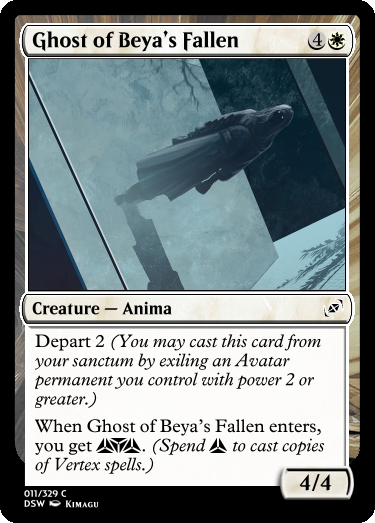 Ghost of Beya's Fallen 4
Creature — Anima
Depart 2 (You may cast this card from
your sanctum by exiling an Avatar
permanent you control with power 2 or
greater.)
When Ghost of Beya's Fallen enters,
you get . (Spend to cast copies
of Vertex spells.)
4/4
011/329 C
DSW Kimagu